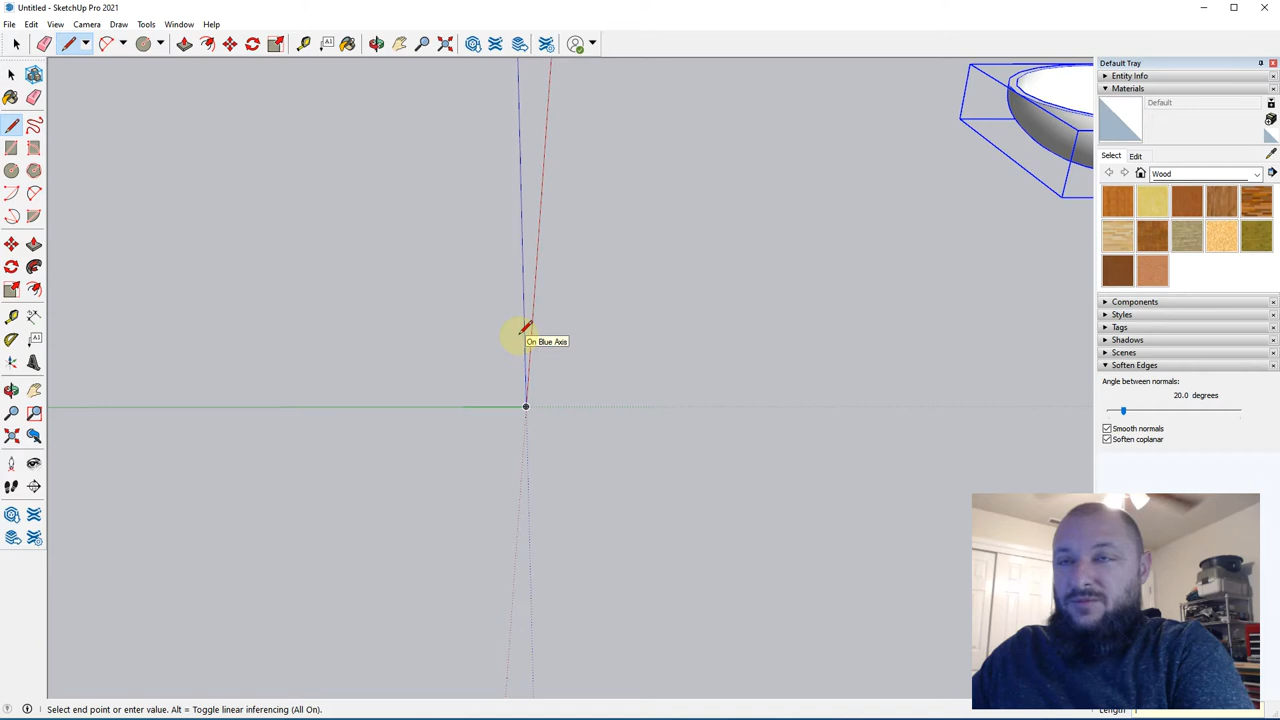 Untitled - SketchUp Pro 2021
File Edit View Camera Draw Tools Window Help
Default Tray
Entity Info
Materials
Default
Select Edit
Wood
On Blue Axis
Components
Styles
Tags
Shadows
Scenes
Soften Edges
Angle between normals:
20.0 degrees
Smooth normals
Soften coplanar
Select end point or enter value. Alt = Toggle linear inferencing (All On).
Length